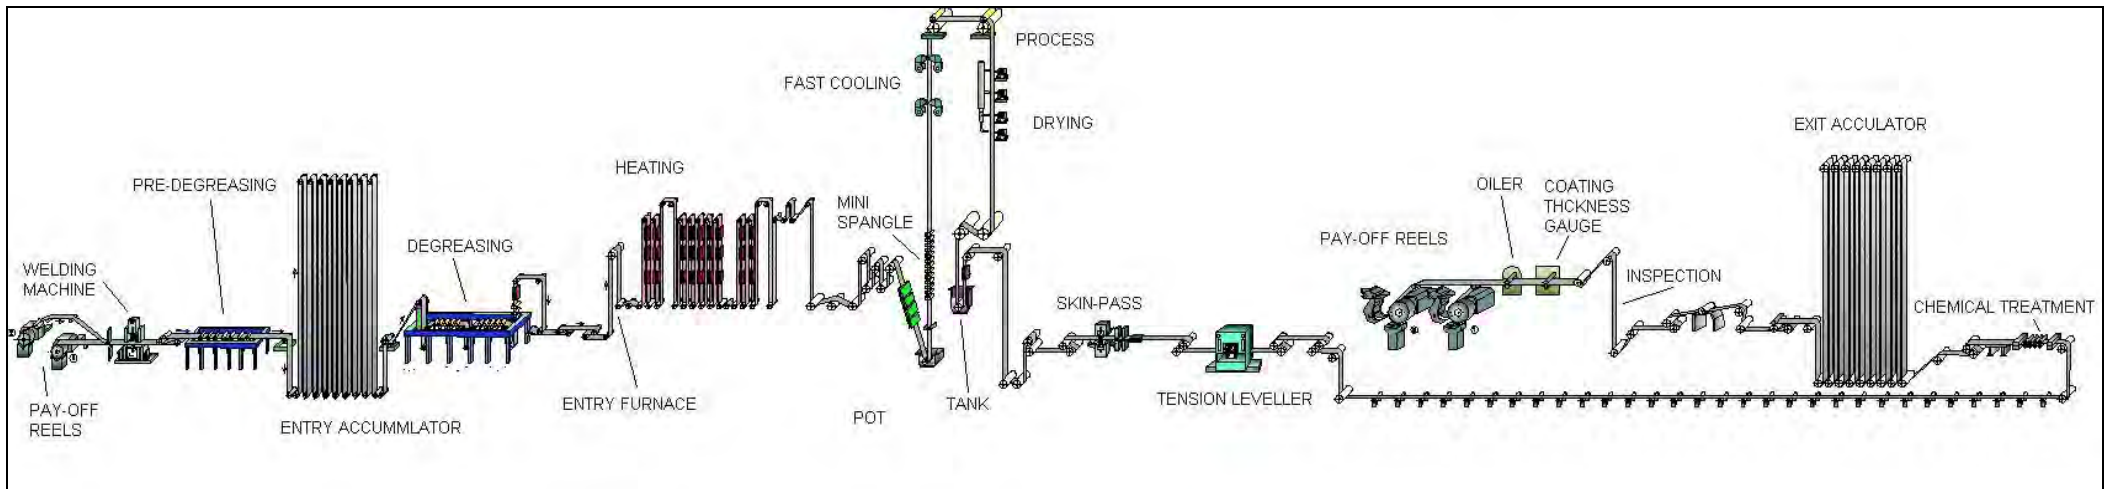 WELDING
MACHINE
PAY-OFF
REELS
PRE-DEGREASING
ENTRY ACCUMMLATOR
DEGREASING
HEATING
ENTRY FURNACE
FAST COOLING
MINI
SPANGLE
POT
PROCESS
DRYING
TANK
SKIN-PASS
TENSION LEVELLER
PAY-OFF REELS
OILER
COATING
THCKNESS
GAUGE
INSPECTION
EXIT ACCULATOR
CHEMICAL TREATMENT